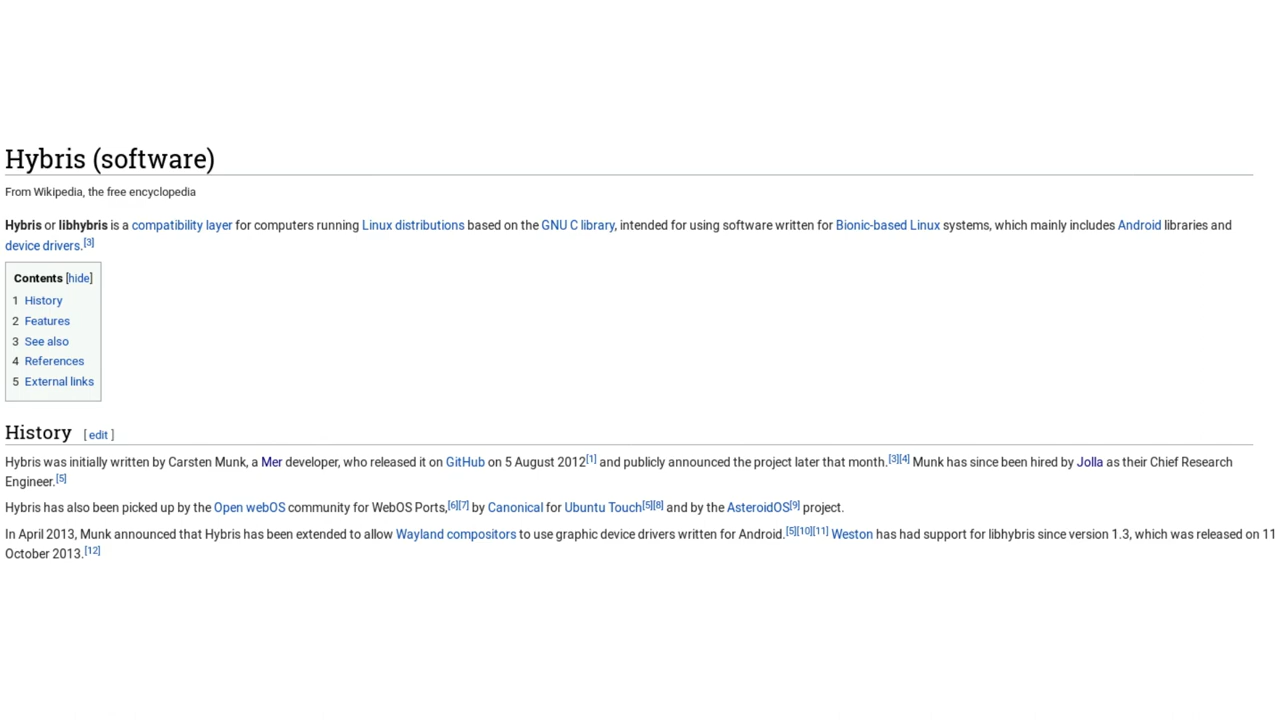 Hybris (software)
From Wikipedia, the free encyclopedia
Hybris or libhybris is a compatibility layer for computers running Linux distributions based on the GNU C library, intended for using software written for Bionic-based Linux systems, which mainly includes Android libraries and
device drivers.[3]
Contents [hide]
1 History
2 Features
3 See also
4 References
5 External links
History [ edit ]
Hybris was initially written by Carsten Munk, a Mer developer, who released it on GitHub on 5 August 2012[1] and publicly announced the project later that month.[3][4] Munk has since been hired by Jolla as their Chief Research
Engineer.[5]
Hybris has also been picked up by the Open webOS community for WebOS Ports,[6][7] by Canonical for Ubuntu Touch[5][8] and by the AsteroidOS[9] project.
In April 2013, Munk announced that Hybris has been extended to allow Wayland compositors to use graphic device drivers written for Android.[5][10][11] Weston has had support for libhybris since version 1.3, which was released on 11
October 2013.[12]